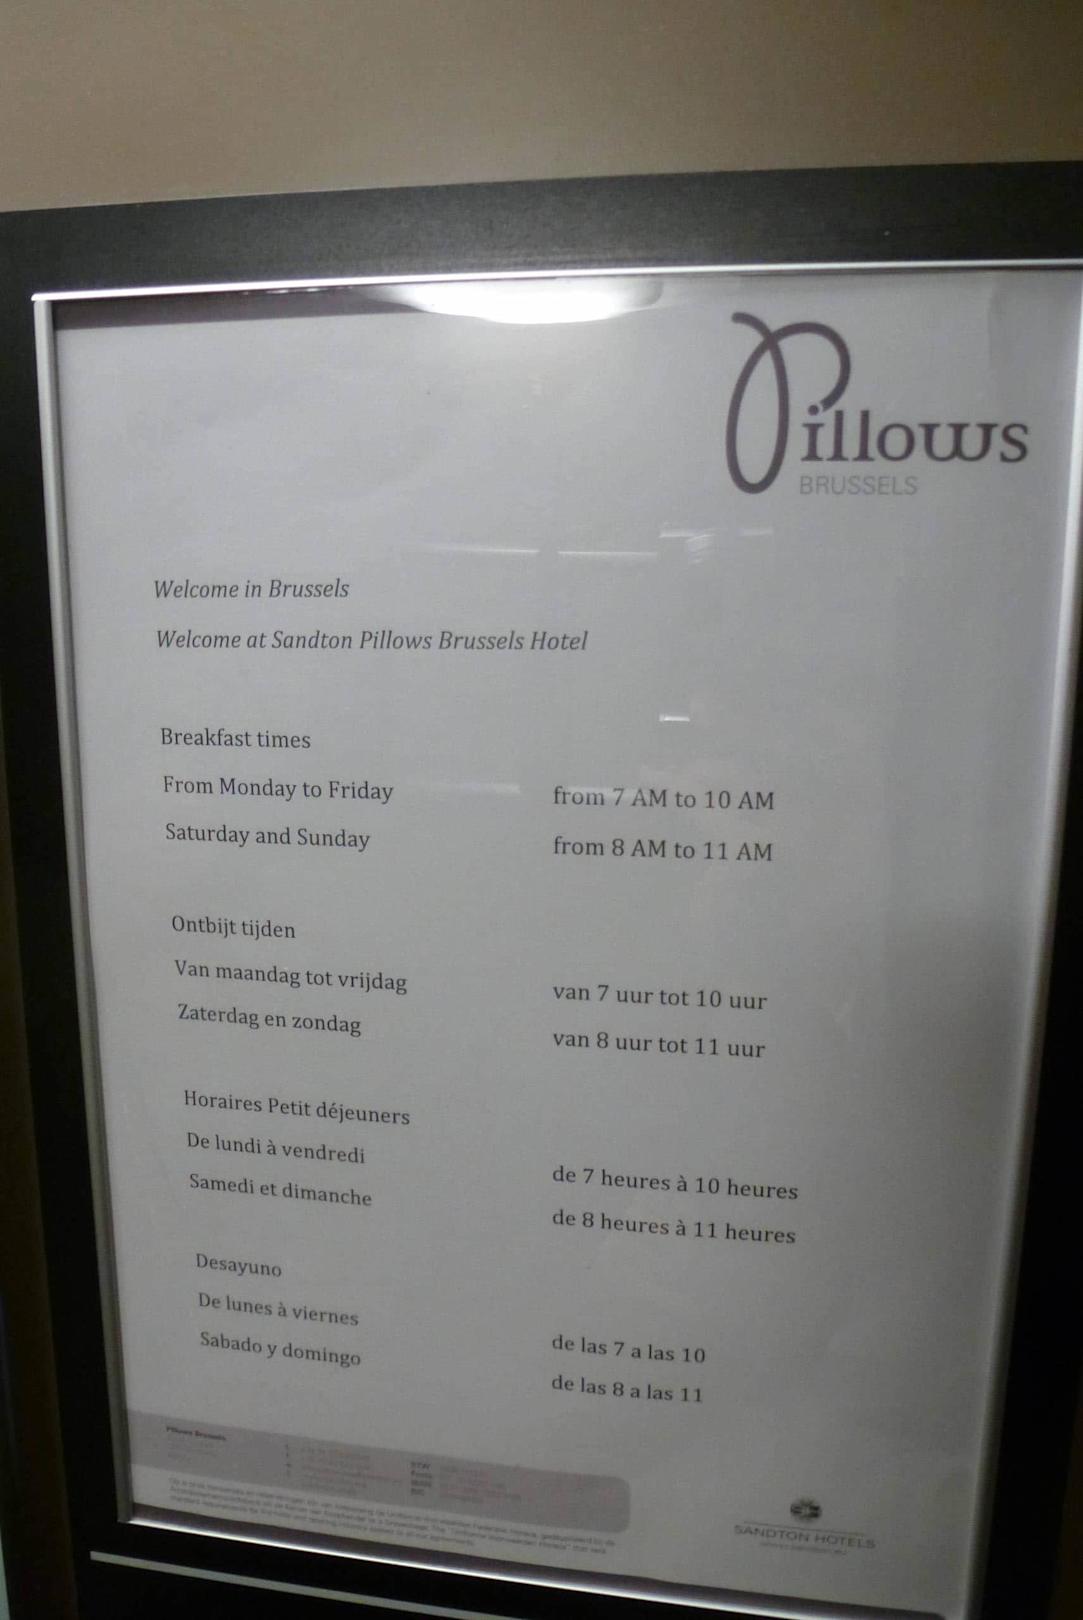 Pillows
BRUSSELS
Welcome in Brussels
Welcome at Sandton Pillows Brussels Hotel
Breakfast times
From Monday to Friday from 7 AM to 10 AM
Saturday and Sunday from 8 AM to 11 AM
Ontbijt tijden
Van maandag tot vrijdag van 7 uur tot 10 uur
Zaterdag en zondag van 8 uur tot 11 uur
Horaires Petit déjeuners
De lundi à vendredi de 7 heures à 10 heures
Samedi et dimanche de 8 heures à 11 heures
Desayuno
De lunes à viernes de las 7 a las 10
Sabado y domingo de las 8 a las 11
Pillows Brussels
SANDTON HOTELS